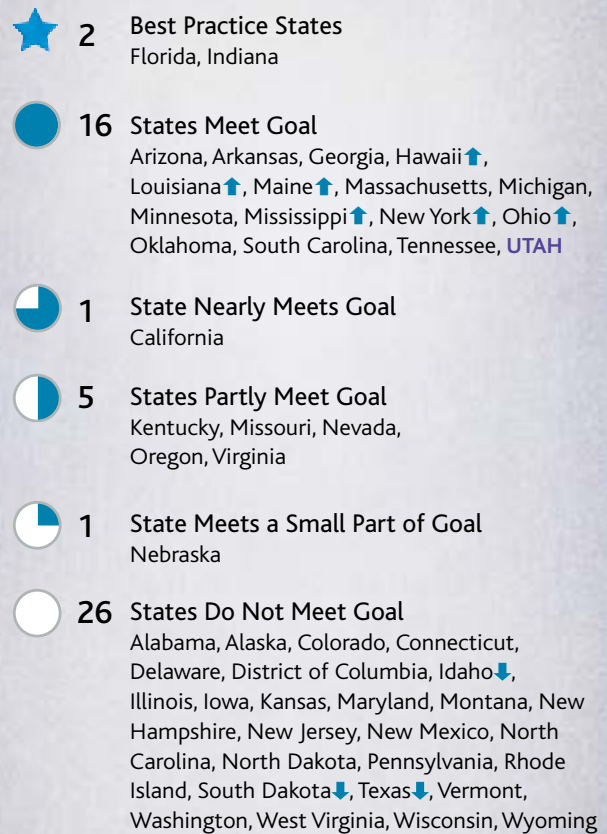 2 Best Practice States
Florida, Indiana
16 States Meet Goal
Arizona, Arkansas, Georgia, Hawaii⬆,
Louisiana⬆, Maine⬆, Massachusetts, Michigan,
Minnesota, Mississippi⬆, New York⬆, Ohio⬆,
Oklahoma, South Carolina, Tennessee, UTAH
1 State Nearly Meets Goal
California
5 States Partly Meet Goal
Kentucky, Missouri, Nevada,
Oregon, Virginia
1 State Meets a Small Part of Goal
Nebraska
26 States Do Not Meet Goal
Alabama, Alaska, Colorado, Connecticut,
Delaware, District of Columbia, Idaho⬇,
Illinois, Iowa, Kansas, Maryland, Montana, New
Hampshire, New Jersey, New Mexico, North
Carolina, North Dakota, Pennsylvania, Rhode
Island, South Dakota⬇, Texas⬇, Vermont,
Washington, West Virginia, Wisconsin, Wyoming